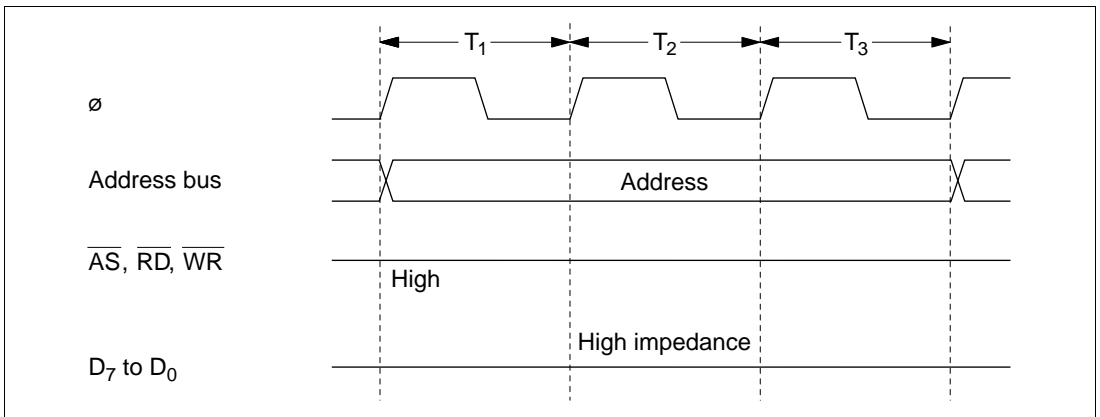 T1 T2 T3
ø
Address bus Address
AS, RD, WR
High
High impedance
D7 to D0